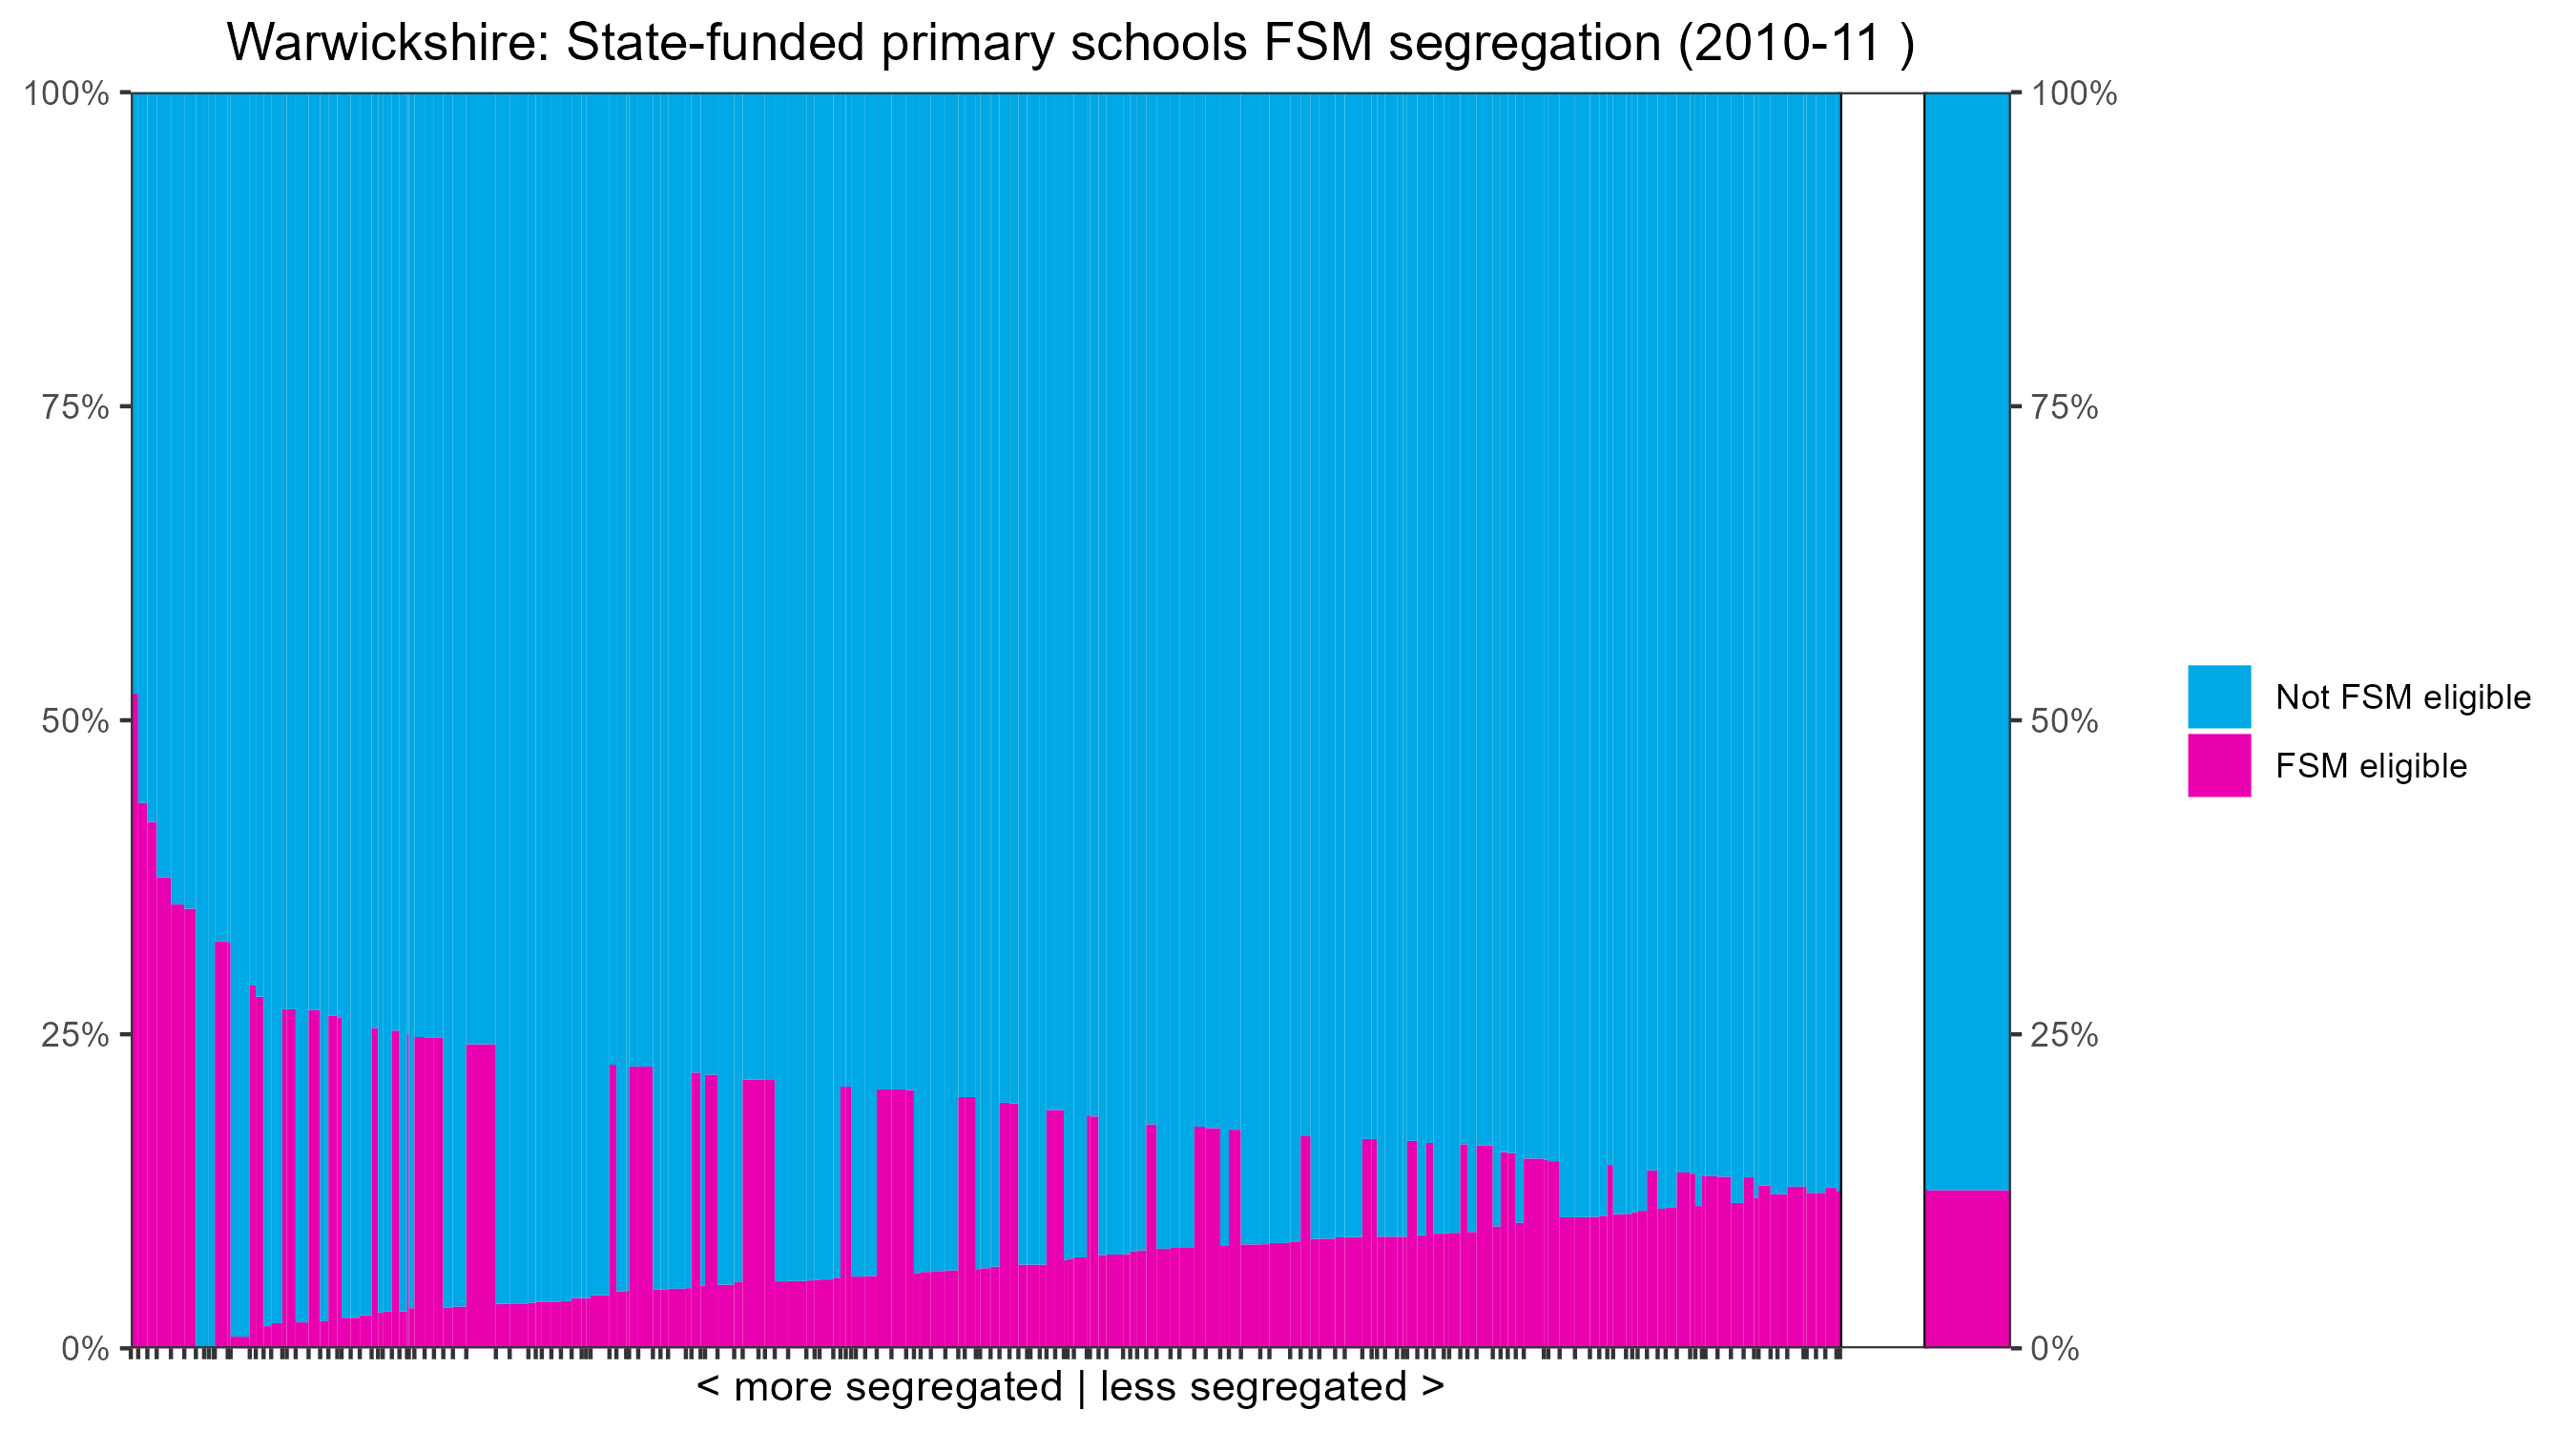 Warwickshire: State-funded primary schools FSM segregation (2010-11 )
100%
75%
50%
25%
0%
100%
75%
50%
25%
0%
Not FSM eligible
FSM eligible
< more segregated | less segregated >